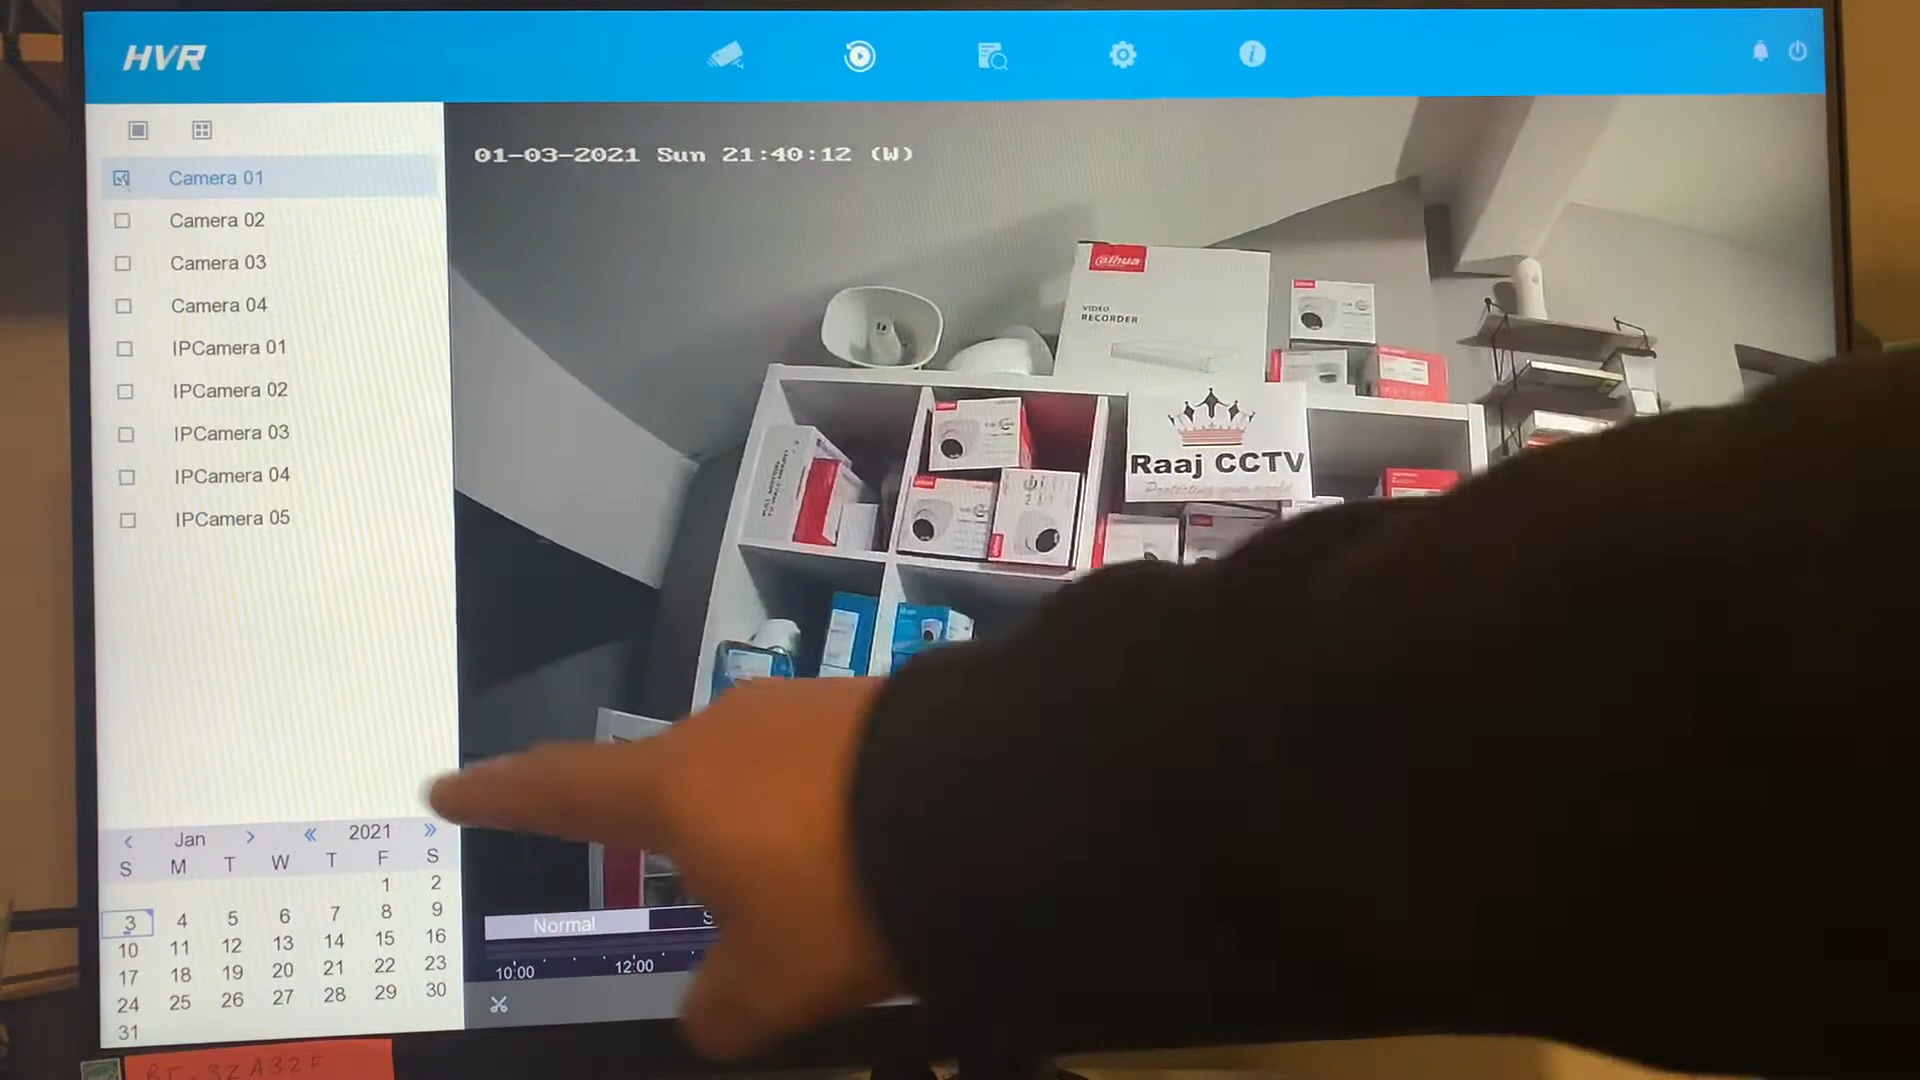 HVR
01-03-2021 Sun 21:40:12 (W)
Camera 01
Camera 02
Camera 03
Camera 04
IPCamera 01
IPCamera 02
IPCamera 03
IPCamera 04
IPCamera 05
alhua
VIDEO
RECORDER
Raaj CCTV
Protecting your world
Jan 2021
S M T W T F S
1 2
3 4 5 6 7 8 9
10 11 12 13 14 15 16
17 18 19 20 21 22 23
24 25 26 27 28 29 30
31
Normal S
10:00 12:00